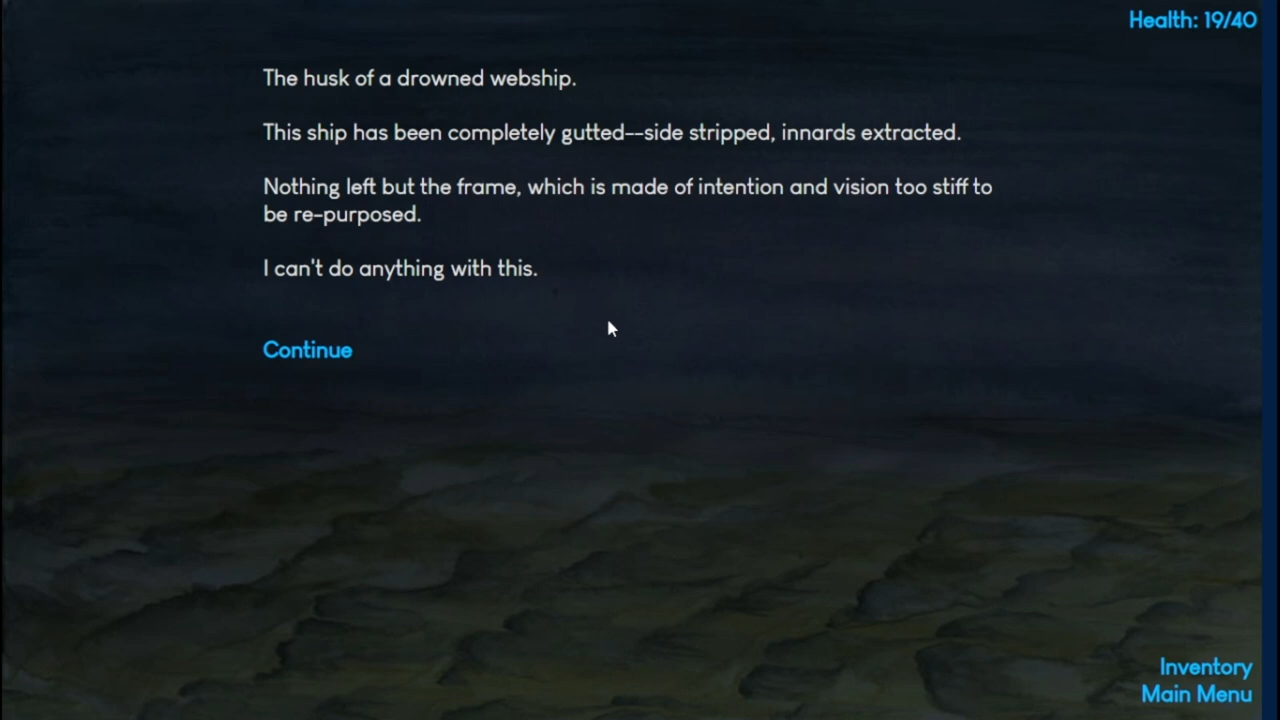 Health: 19/40
The husk of a drowned webship.
This ship has been completely gutted--side stripped, innards extracted.
Nothing left but the frame, which is made of intention and vision too stiff to
be re-purposed.
I can't do anything with this.
Continue
Inventory
Main Menu